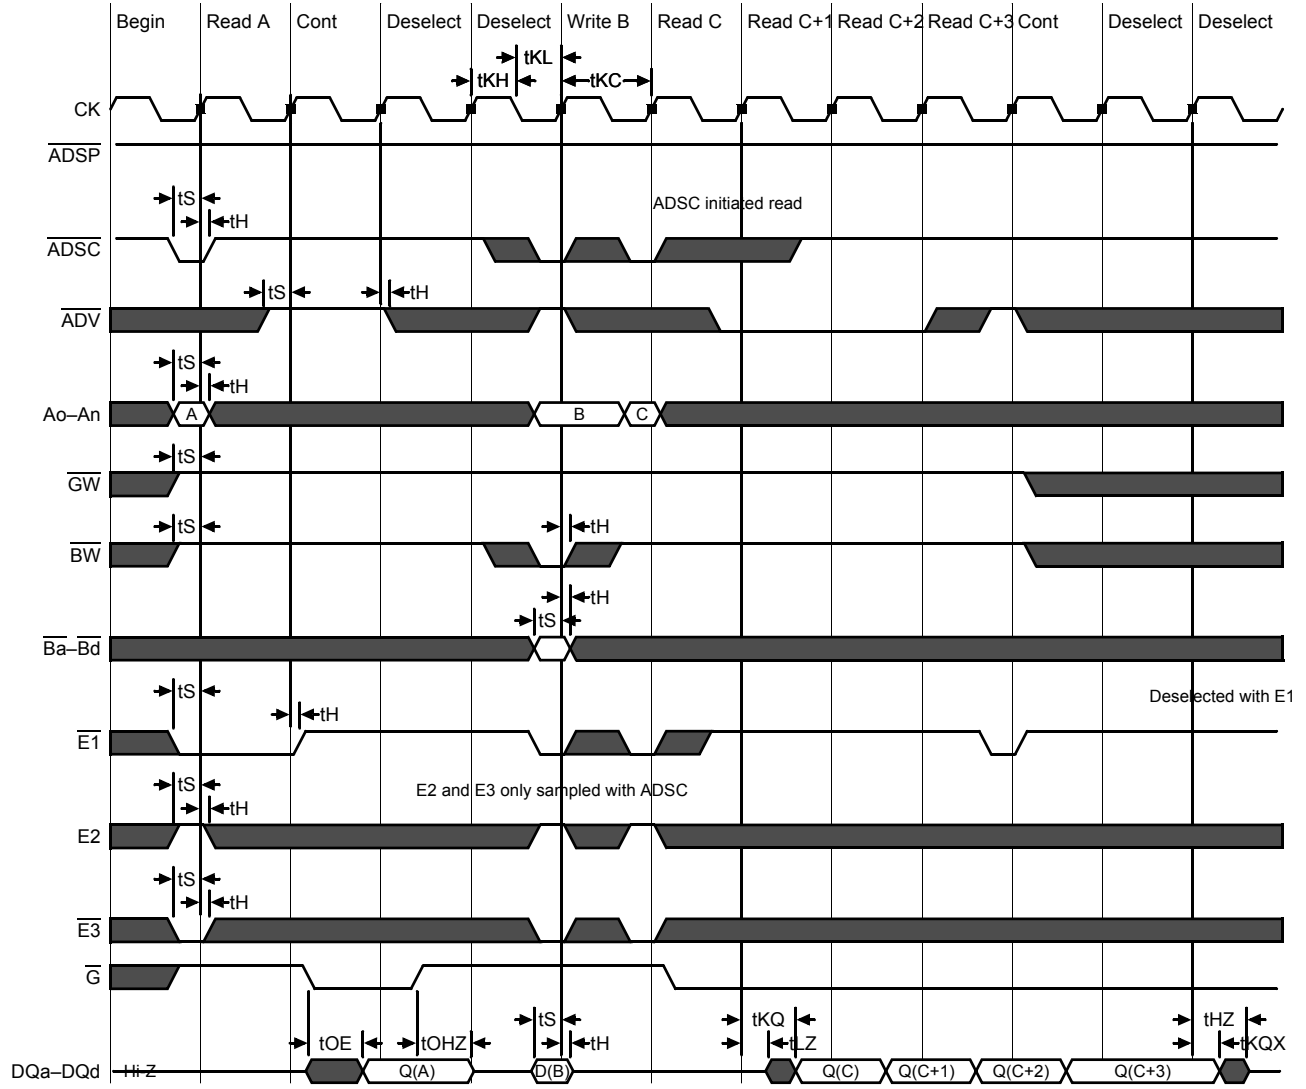 Begin Read A Cont Deselect Deselect Write B Read C Read C+1 Read C+2 Read C+3 Cont Deselect Deselect
tKL
tKH tKC
CK
ADSP
tS
ADSC initiated read
tH
ADSC
tS tH
ADV
tS
tH
Ao–An A B C
tS
GW
tS tH
BW
tH
tS
Ba–Bd
tS
Deselected with E1
tH
E1
tS
E2 and E3 only sampled with ADSC
tH
E2
tS
tH
E3
G
tS tKQ tHZ
tOE tOHZ tH tLZ tKQX
DQa–DQd Hi-Z Q(A) D(B) Q(C) Q(C+1) Q(C+2) Q(C+3)